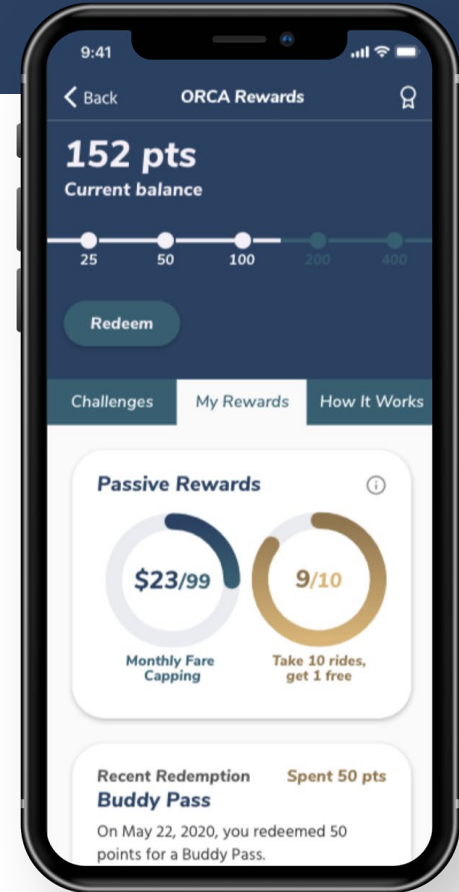 9:41
Back
ORCA Rewards
152 pts
Current balance
25 50 100 200 400
Redeem
Challenges My Rewards How It Works
Passive Rewards
$23/99
9/10
Monthly Fare
Capping
Take 10 rides,
get 1 free
Recent Redemption
Spent 50 pts
Buddy Pass
On May 22, 2020, you redeemed 50
points for a Buddy Pass.